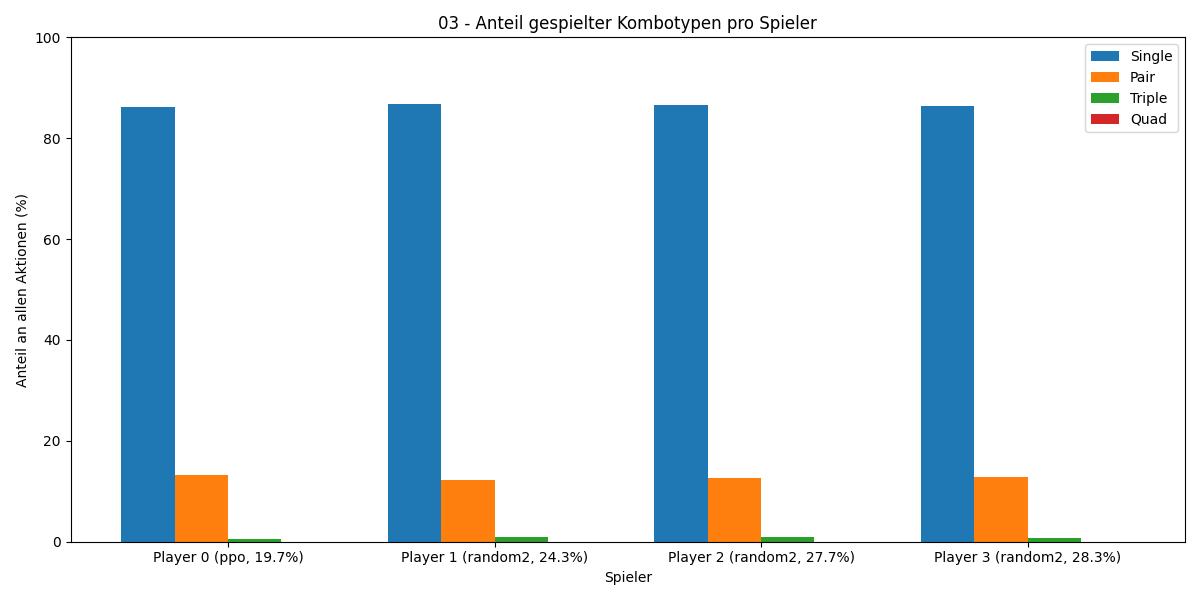 03 - Anteil gespielter Kombotypen pro Spieler
Anteil an allen Aktionen (%)
100
80
60
40
20
0
Single
Pair
Triple
Quad
Player 0 (ppo, 19.7%)
Player 1 (random2, 24.3%)
Player 2 (random2, 27.7%)
Player 3 (random2, 28.3%)
Spieler